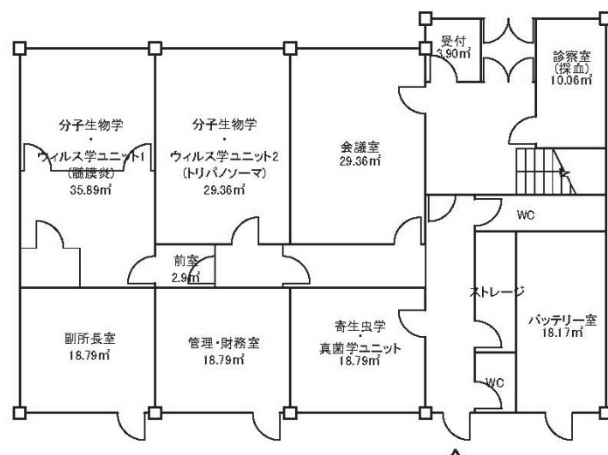 受付
3.90㎡
診察室
(採血)
10.06㎡
分子生物学
・
ウィルス学ユニット1
(髄膜炎)
35.89㎡
分子生物学
・
ウィルス学ユニット2
(トリパノソーマ)
29.36㎡
会議室
29.36㎡
WC
前室
2.9㎡
ストレージ
バッテリー室
18.17㎡
副所長室
18.79㎡
管理・財務室
18.79㎡
寄生虫学
・
真菌学ユニット
18.79㎡
WC